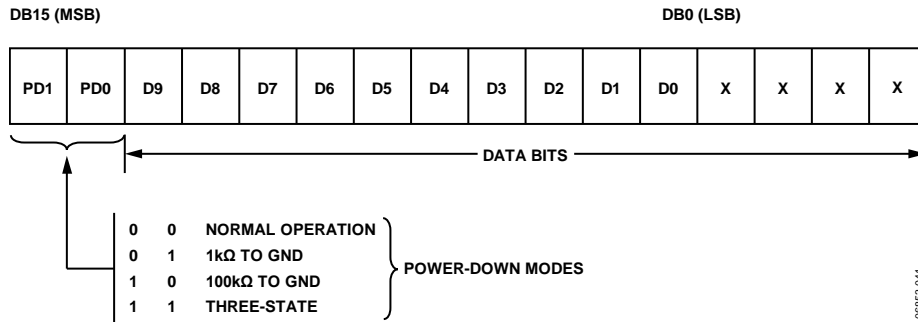 DB15 (MSB) DB0 (LSB)
PD1 PD0 D9 D8 D7 D6 D5 D4 D3 D2 D1 D0 X X X X
DATA BITS
0 0 NORMAL OPERATION
0 1 1kΩ TO GND
1 0 100kΩ TO GND
1 1 THREE-STATE
POWER-DOWN MODES